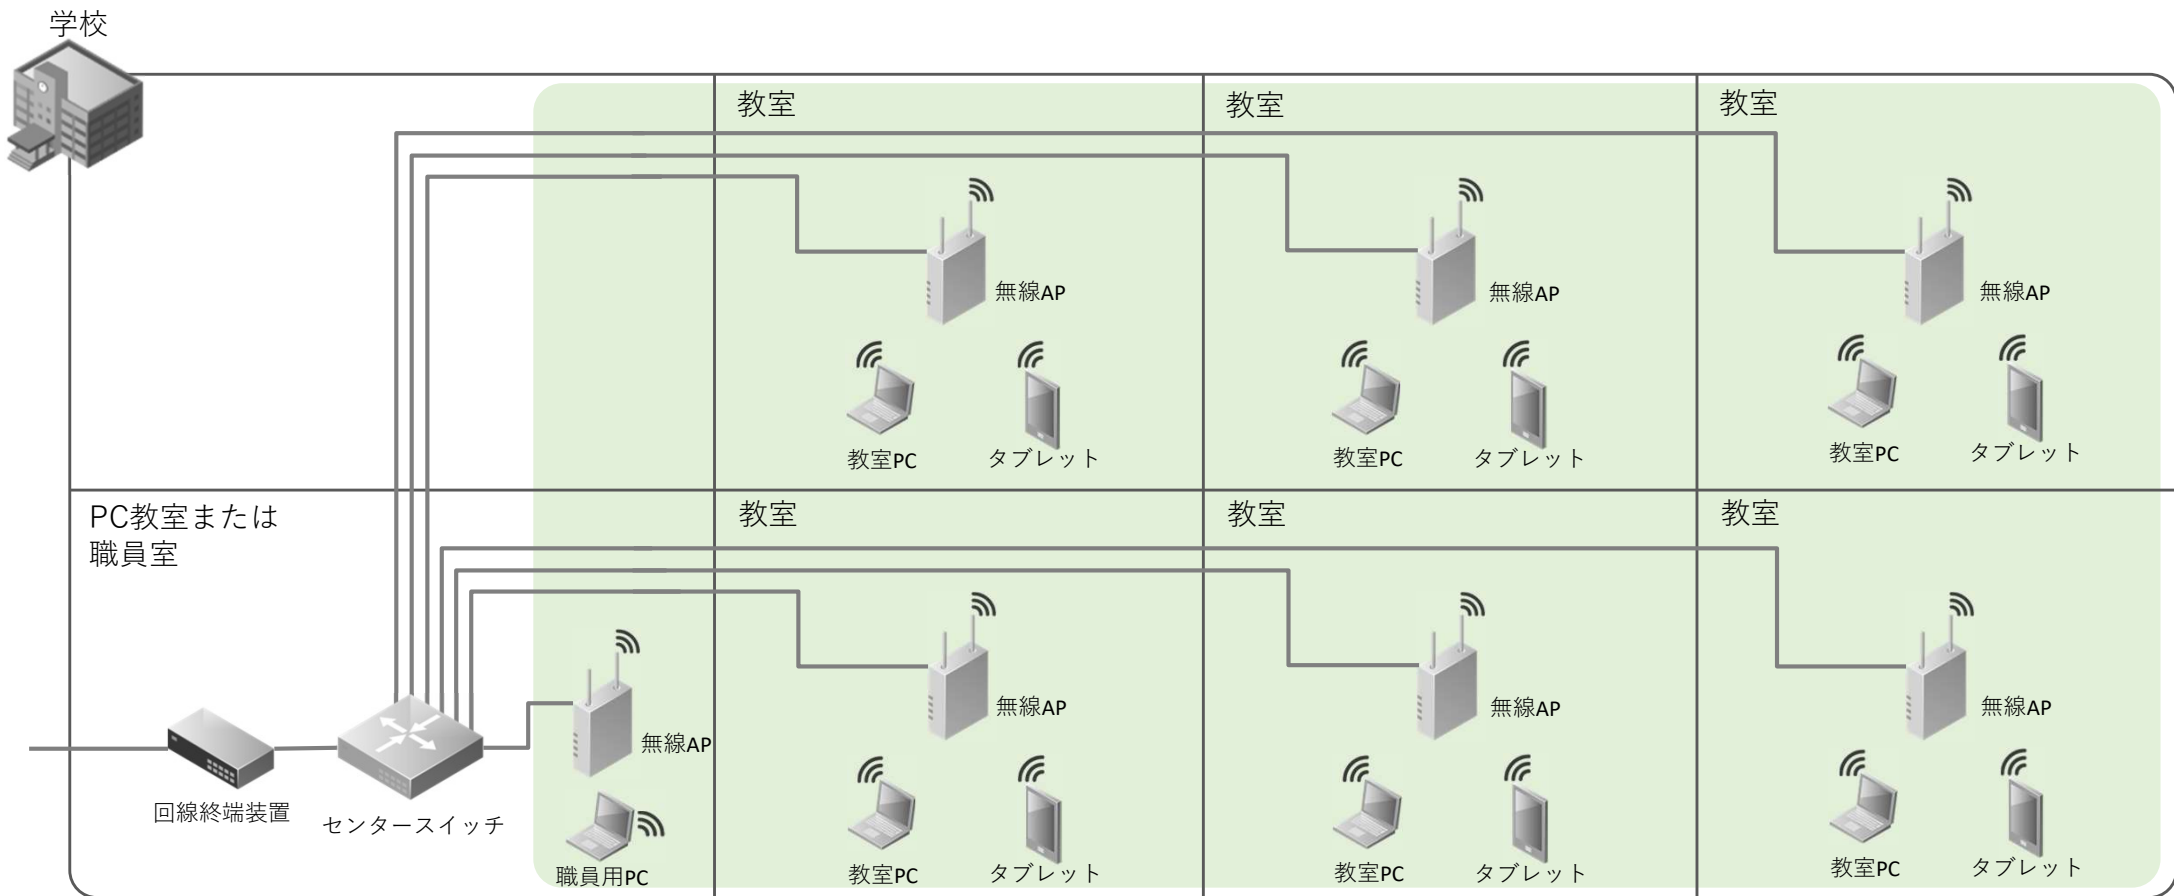 学校
教室
教室
教室
無線AP
無線AP
無線AP
教室PC
タブレット
教室PC
タブレット
教室PC
タブレット
PC教室または
職員室
教室
教室
教室
無線AP
無線AP
無線AP
無線AP
回線終端装置
センタースイッチ
職員用PC
教室PC
タブレット
教室PC
タブレット
教室PC
タブレット